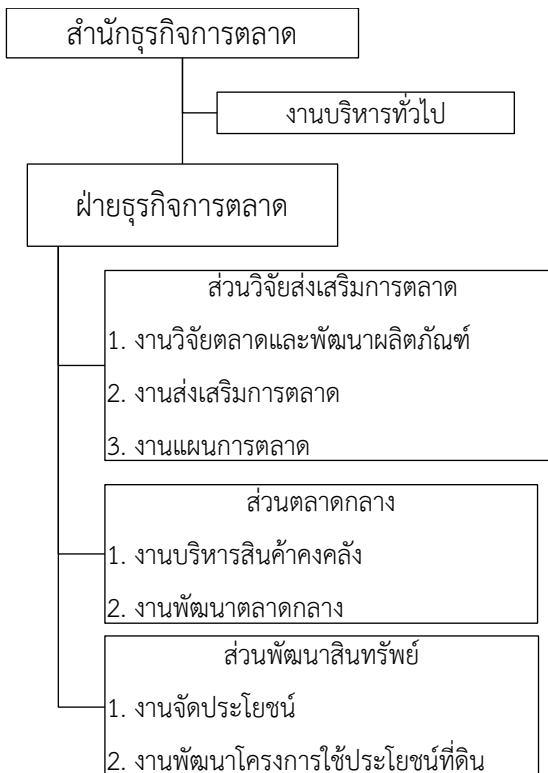 สำนักธุรกิจการตลาด
งานบริหารทั่วไป
ฝ่ายธุรกิจการตลาด
ส่วนวิจัยส่งเสริมการตลาด
1. งานวิจัยตลาดและพัฒนาผลิตภัณฑ์
2. งานส่งเสริมการตลาด
3. งานแผนการตลาด
ส่วนตลาดกลาง
1. งานบริหารสินค้าคงคลัง
2. งานพัฒนาตลาดกลาง
ส่วนพัฒนาสินทรัพย์
1. งานจัดประโยชน์
2. งานพัฒนาโครงการใช้ประโยชน์ที่ดิน